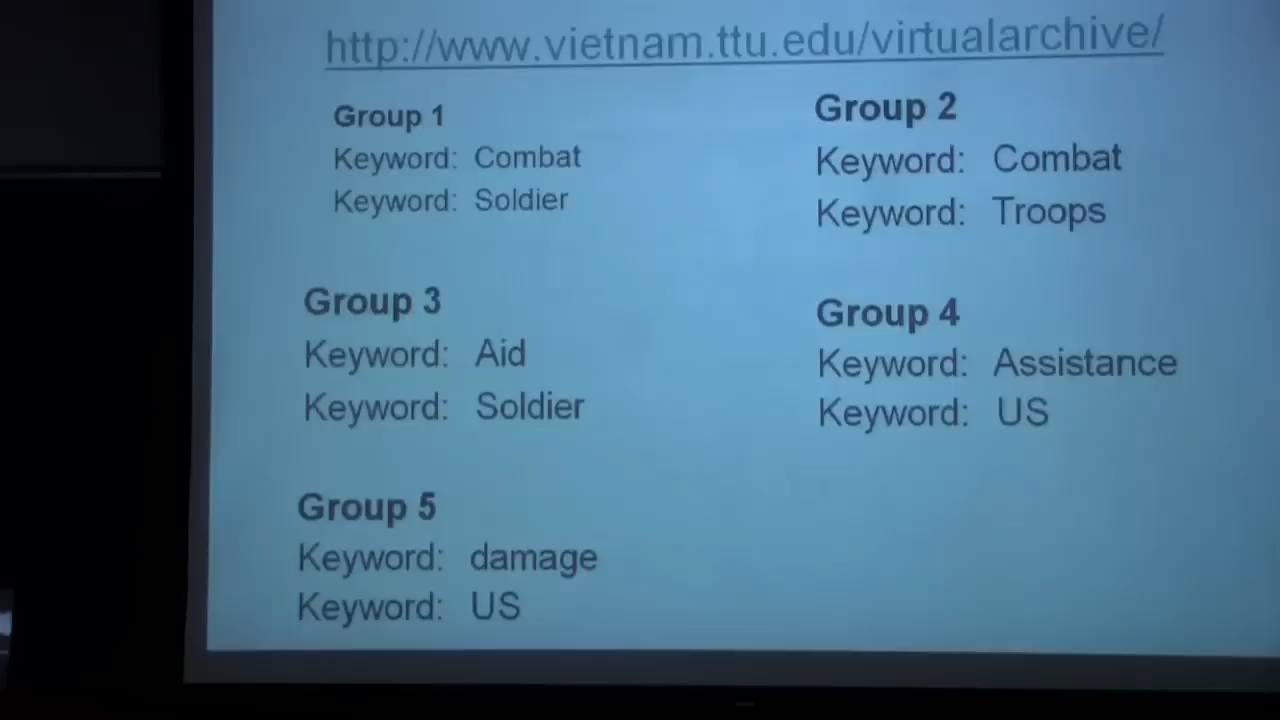 http://www.vietnam.ttu.edu/virtualarchive/
Group 1
Keyword: Combat
Keyword: Soldier
Group 2
Keyword: Combat
Keyword: Troops
Group 3
Keyword: Aid
Keyword: Soldier
Group 4
Keyword: Assistance
Keyword: US
Group 5
Keyword: damage
Keyword: US